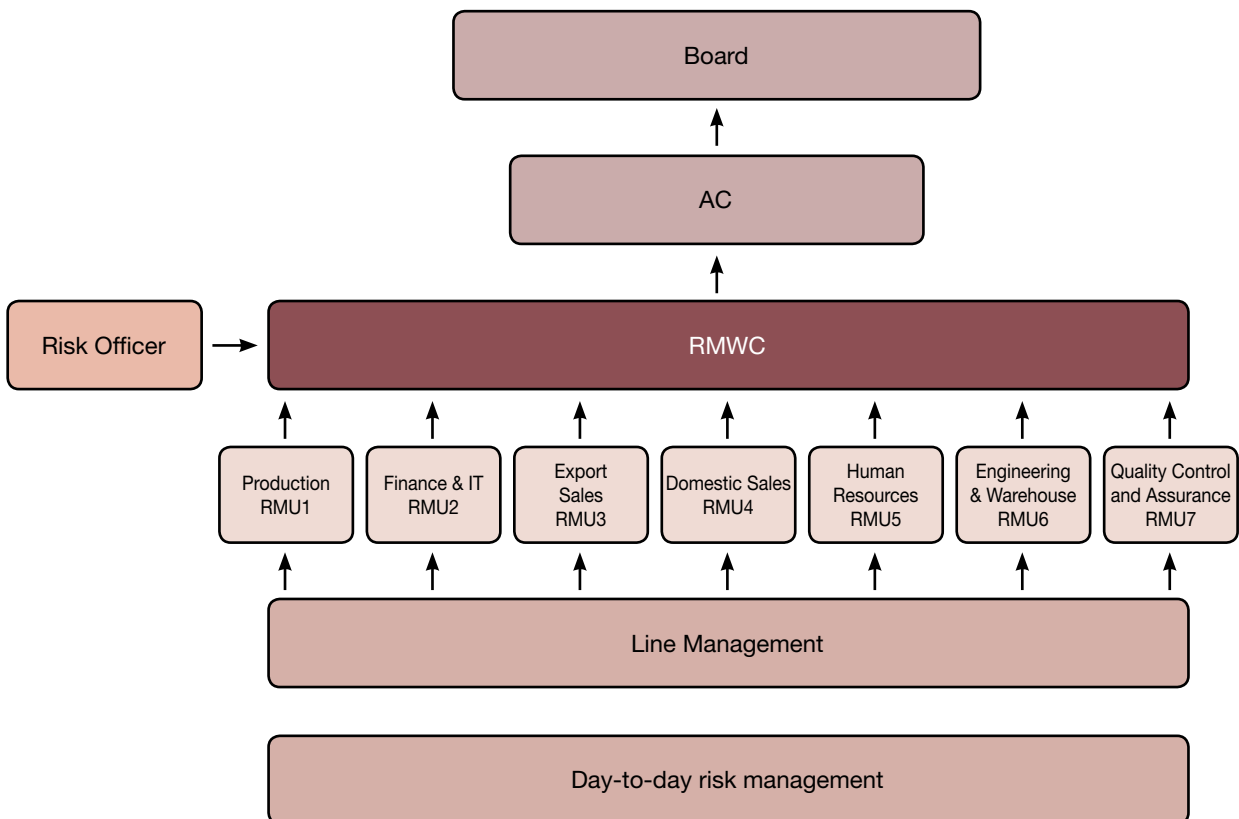 Board
AC
Risk Officer
RMWC
Production
RMU1
Finance & IT
RMU2
Export
Sales
RMU3
Domestic Sales
RMU4
Human
Resources
RMU5
Engineering
& Warehouse
RMU6
Quality Control
and Assurance
RMU7
Line Management
Day-to-day risk management